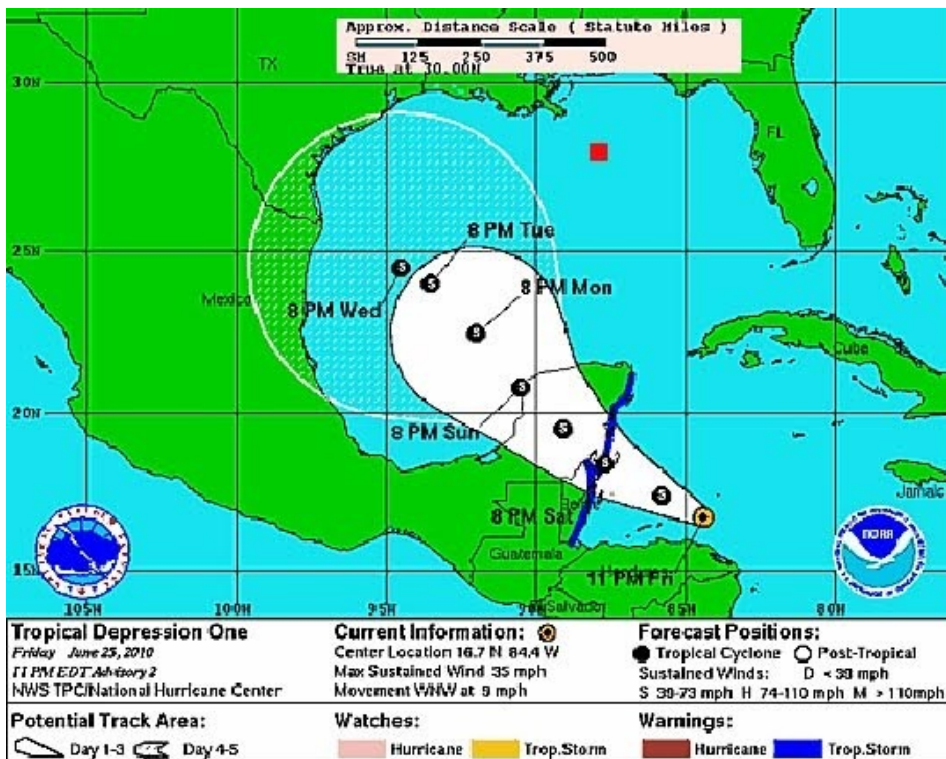 Approx. Distance Scale ( Statute Miles )
SM 125 250 375 500
True at 30.00N
TX
30N
FL
25N
8 PM Tue
8 PM Mon
Mexico
8 PM Wed
Cuba
20N
8 PM Sun
Jamaic
8 PM Sat
Guatemala
NOAA
15N
11 PM Fri
Salvador
105W 100W 95W 90W 85W 80W
Tropical Depression One
Friday June 25, 2010
11 PM EDT Advisory 2
NWS TPC/National Hurricane Center
Current Information:
Center Location 16.7 N 84.4 W
Max Sustained Wind 35 mph
Movement WNW at 9 mph
Forecast Positions:
Tropical Cyclone Post-Tropical
Sustained Winds: D < 39 mph
S 39-73 mph H 74-110 mph M > 110mph
Potential Track Area:
Day 1-3 Day 4-5
Watches:
Hurricane Trop.Storm
Warnings:
Hurricane Trop.Storm